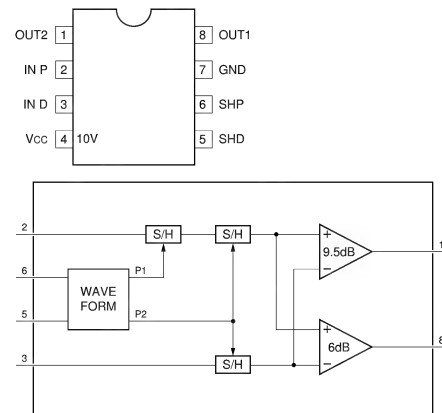 OUT2 1 8 OUT1
IN P 2 7 GND
IN D 3 6 SHP
Vcc 4 10V 5 SHD
2 S/H S/H + 9.5dB − 1
6 P1
WAVE
FORM
5 P2
+ 6dB − 8
3 S/H